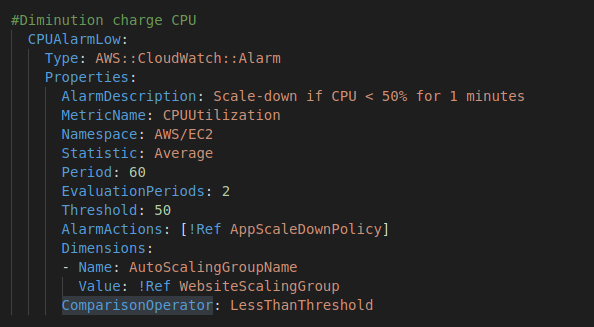 #Diminution charge CPU
  CPUAlarmLow:
    Type: AWS::CloudWatch::Alarm
    Properties:
      AlarmDescription: Scale-down if CPU < 50% for 1 minutes
      MetricName: CPUUtilization
      Namespace: AWS/EC2
      Statistic: Average
      Period: 60
      EvaluationPeriods: 2
      Threshold: 50
      AlarmActions: [!Ref AppScaleDownPolicy]
      Dimensions:
      - Name: AutoScalingGroupName
        Value: !Ref WebsiteScalingGroup
      ComparisonOperator: LessThanThreshold